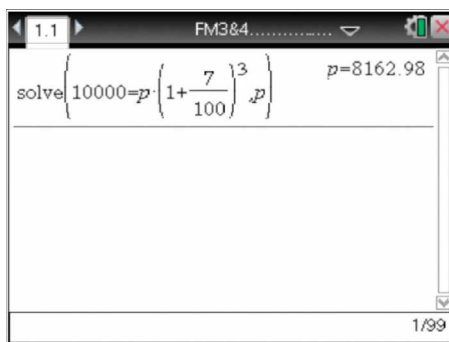 1.1 FM3&4..............
solve(10000=p·(1+7/100)^3,p) p=8162.98
1/99